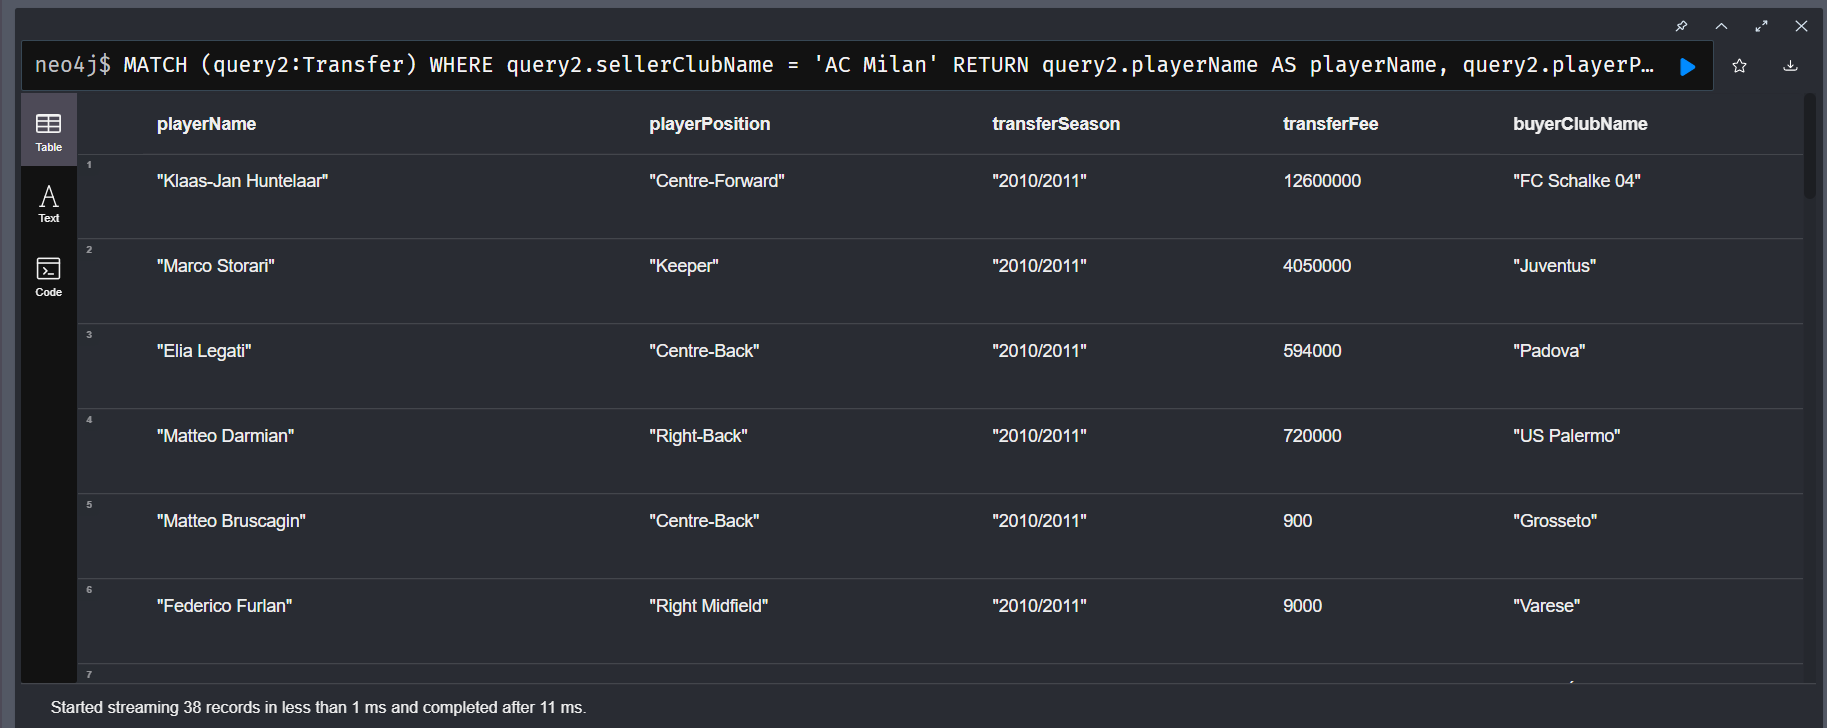 neo4j$ MATCH (query2:Transfer) WHERE query2.sellerClubName = 'AC Milan' RETURN query2.playerName AS playerName, query2.playerP…
Table
Text
Code
playerName playerPosition transferSeason transferFee buyerClubName
1 "Klaas-Jan Huntelaar" "Centre-Forward" "2010/2011" 12600000 "FC Schalke 04"
2 "Marco Storari" "Keeper" "2010/2011" 4050000 "Juventus"
3 "Elia Legati" "Centre-Back" "2010/2011" 594000 "Padova"
4 "Matteo Darmian" "Right-Back" "2010/2011" 720000 "US Palermo"
5 "Matteo Bruscagin" "Centre-Back" "2010/2011" 900 "Grosseto"
6 "Federico Furlan" "Right Midfield" "2010/2011" 9000 "Varese"
7
Started streaming 38 records in less than 1 ms and completed after 11 ms.